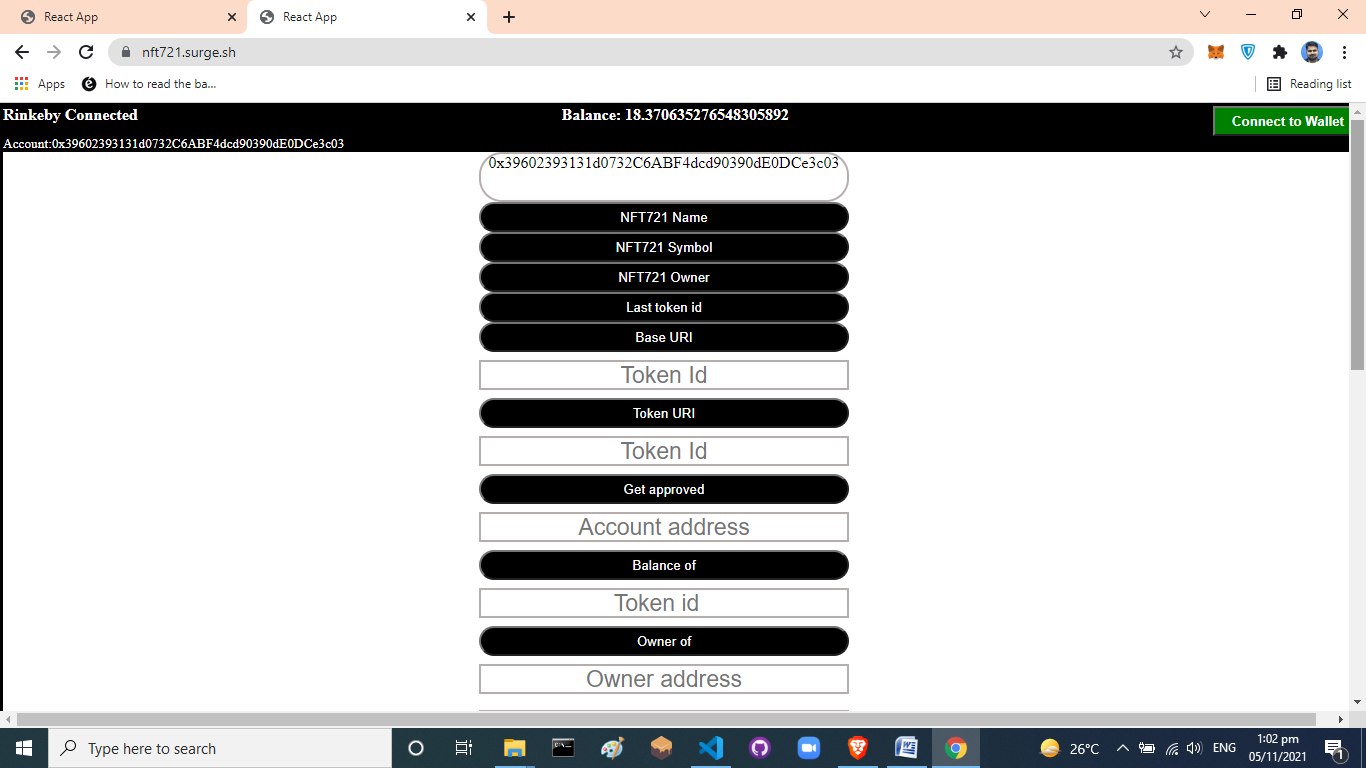 React App
React App
nft721.surge.sh
Apps
How to read the ba...
Reading list
Rinkeby Connected
Balance: 18.370635276548305892
Connect to Wallet
Account:0x39602393131d0732C6ABF4dcd90390dE0DCe3c03
0x39602393131d0732C6ABF4dcd90390dE0DCe3c03
NFT721 Name
NFT721 Symbol
NFT721 Owner
Last token id
Base URI
Token Id
Token URI
Token Id
Get approved
Account address
Balance of
Token id
Owner of
Owner address
Type here to search
26°C
ENG
1:02 pm
05/11/2021
1